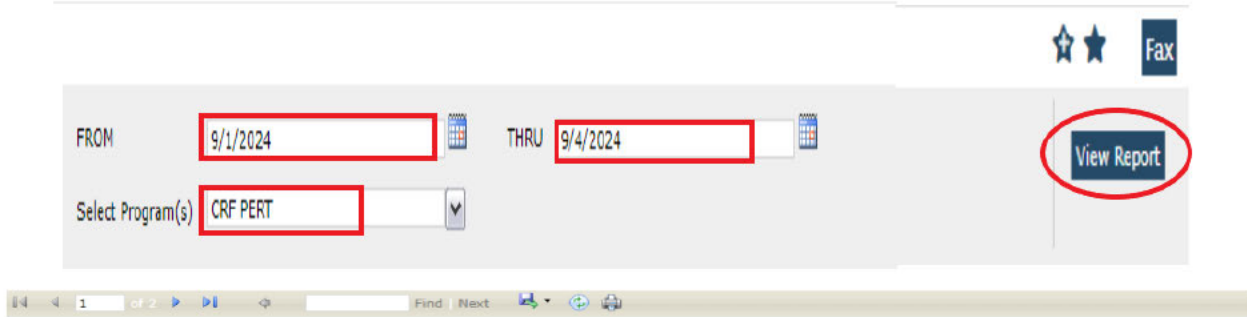 Fax
FROM 9/1/2024 THRU 9/4/2024
View Report
Select Program(s) CRF PERT
1 of 2 Find | Next